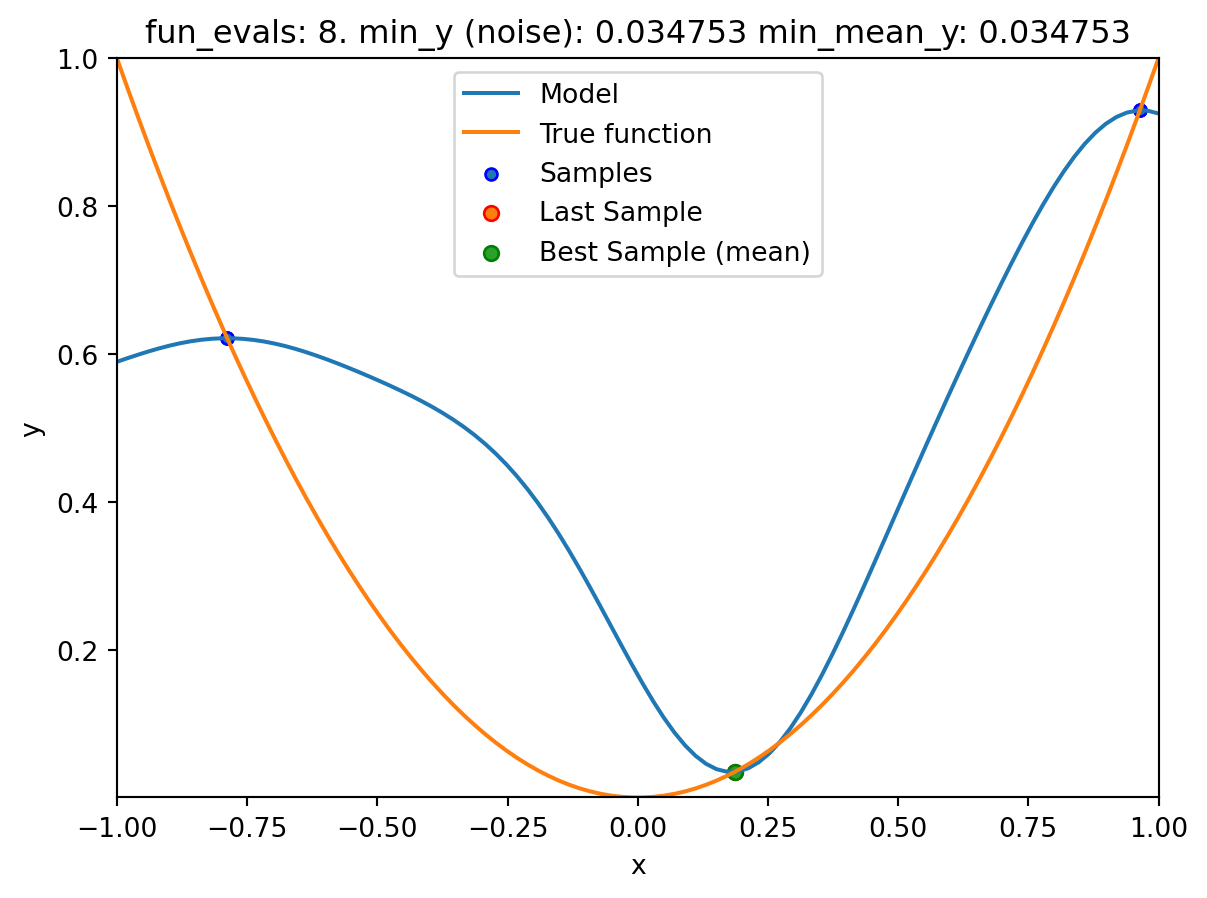 fun_evals: 8. min_y (noise): 0.034753 min_mean_y: 0.034753
Model
True function
Samples
Last Sample
Best Sample (mean)
1.0
0.8
0.6
0.4
0.2
y
−1.00 −0.75 −0.50 −0.25 0.00 0.25 0.50 0.75 1.00
x